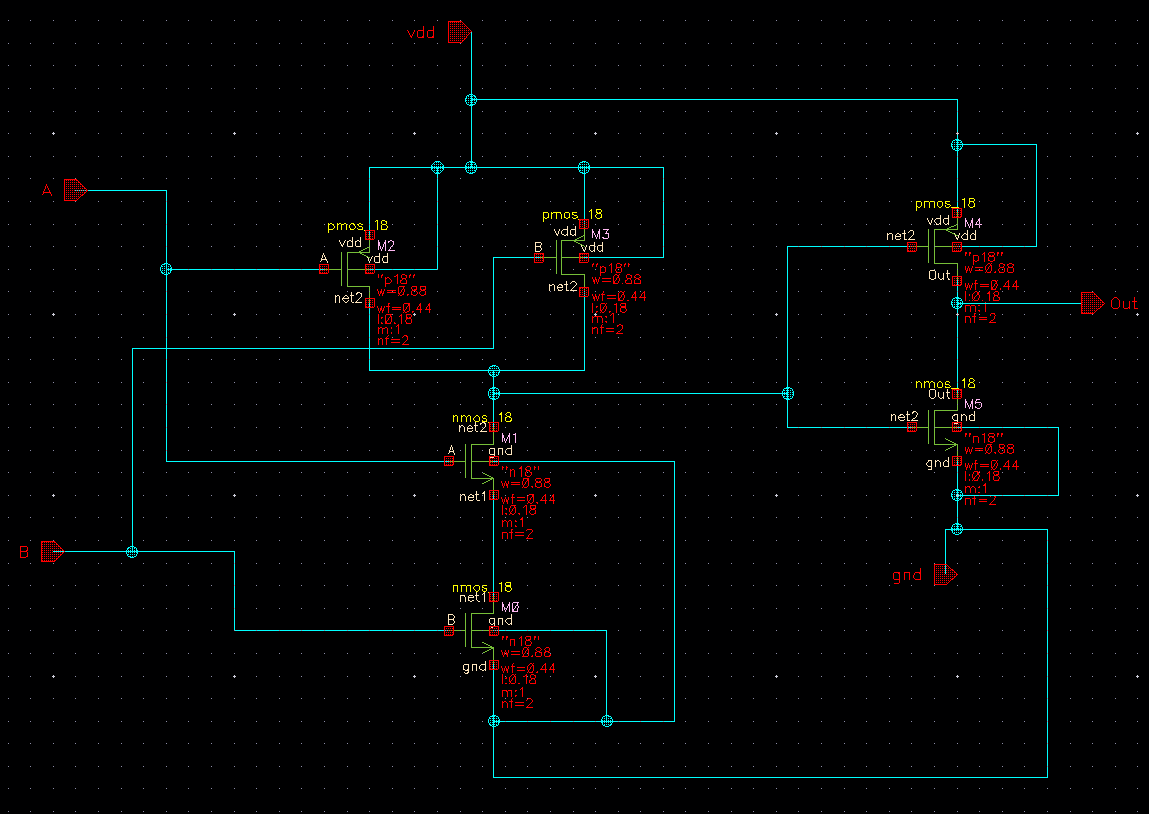 vdd
A
pmos_18
vdd
M2
A
vdd
"p18"
w=0.88
net2
wf=0.44
l:0.18
m:1
nf=2
pmos_18
vdd
M3
B
vdd
"p18"
w=0.88
net2
wf=0.44
l:0.18
m:1
nf=2
pmos_18
vdd
M4
net2
vdd
"p18"
w=0.88
Out
wf=0.44
l:0.18
m:1
nf=2
Out
nmos_18
net2
M1
A
gnd
"n18"
w=0.88
net1
wf=0.44
l:0.18
m:1
nf=2
nmos_18
Out
M5
net2
gnd
"n18"
w=0.88
gnd
wf=0.44
l:0.18
m:1
nf=2
B
gnd
nmos_18
net1
M0
B
gnd
"n18"
w=0.88
gnd
wf=0.44
l:0.18
m:1
nf=2